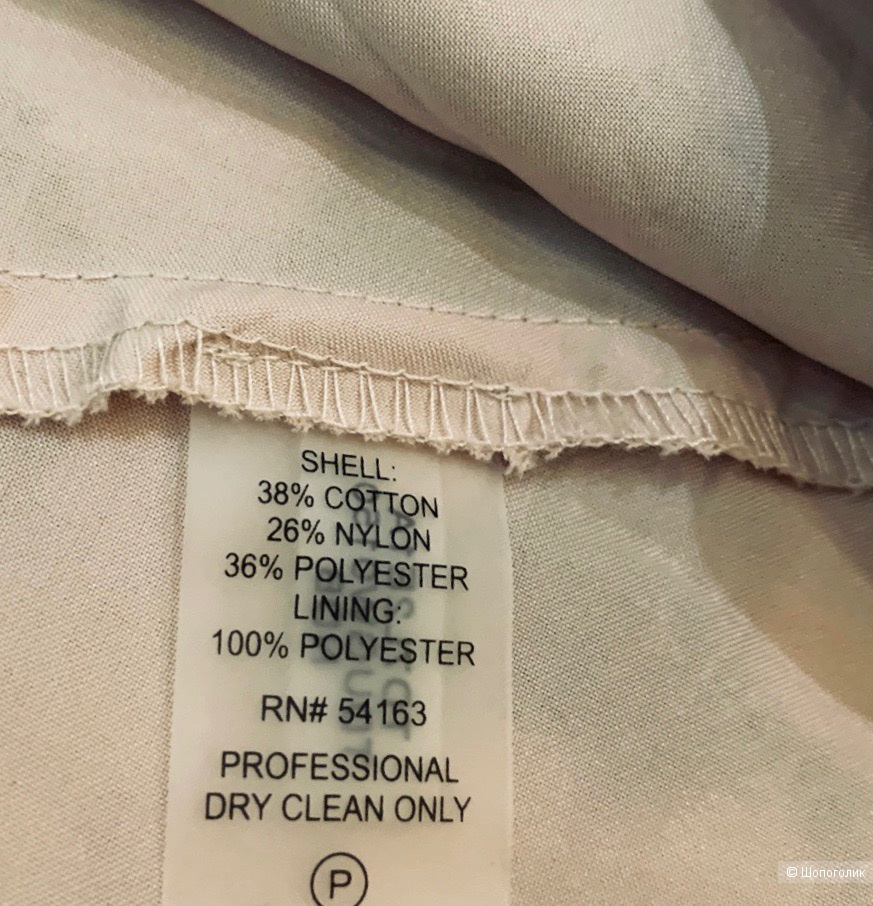 SHELL:
38% COTTON
26% NYLON
36% POLYESTER
LINING:
100% POLYESTER
RN# 54163
PROFESSIONAL
DRY CLEAN ONLY
P
© Шопоголик